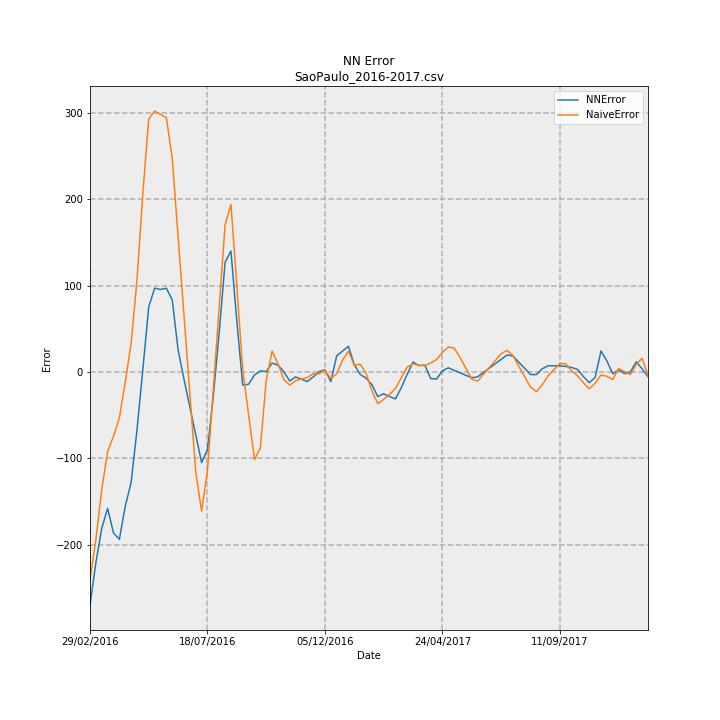 NN Error
SaoPaulo_2016-2017.csv
NNError
NaiveError
300
200
100
0
−100
−200
Error
29/02/2016
18/07/2016
05/12/2016
24/04/2017
11/09/2017
Date